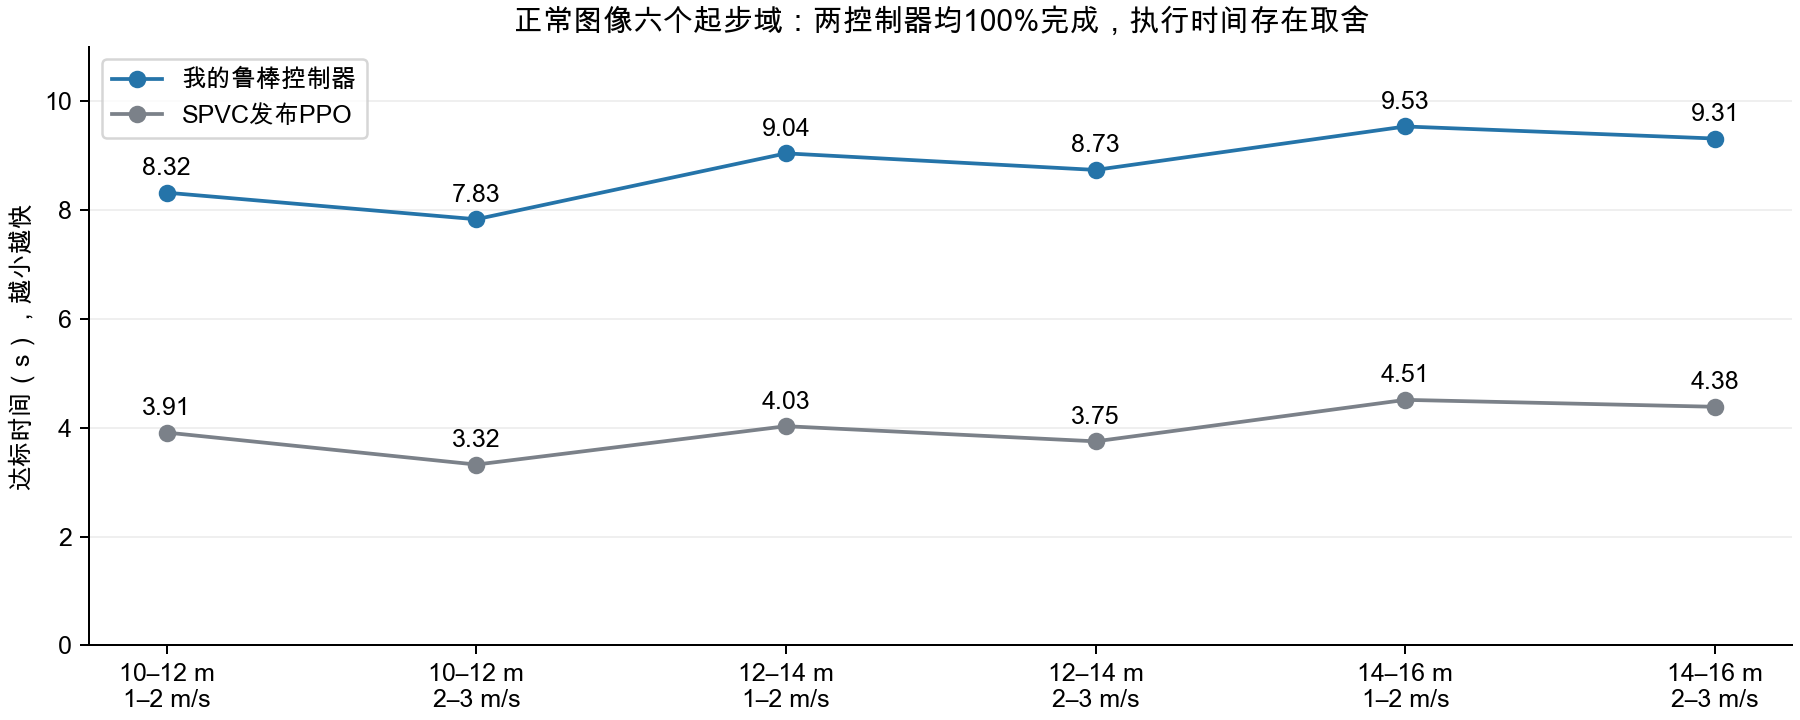 正常图像六个起步域：两控制器均100%完成，执行时间存在取舍
我的鲁棒控制器
SPVC发布PPO
达标时间（s），越小越快
10
8
6
4
2
0
8.32
7.83
9.04
8.73
9.53
9.31
3.91
3.32
4.03
3.75
4.51
4.38
10–12 m
1–2 m/s
10–12 m
2–3 m/s
12–14 m
1–2 m/s
12–14 m
2–3 m/s
14–16 m
1–2 m/s
14–16 m
2–3 m/s